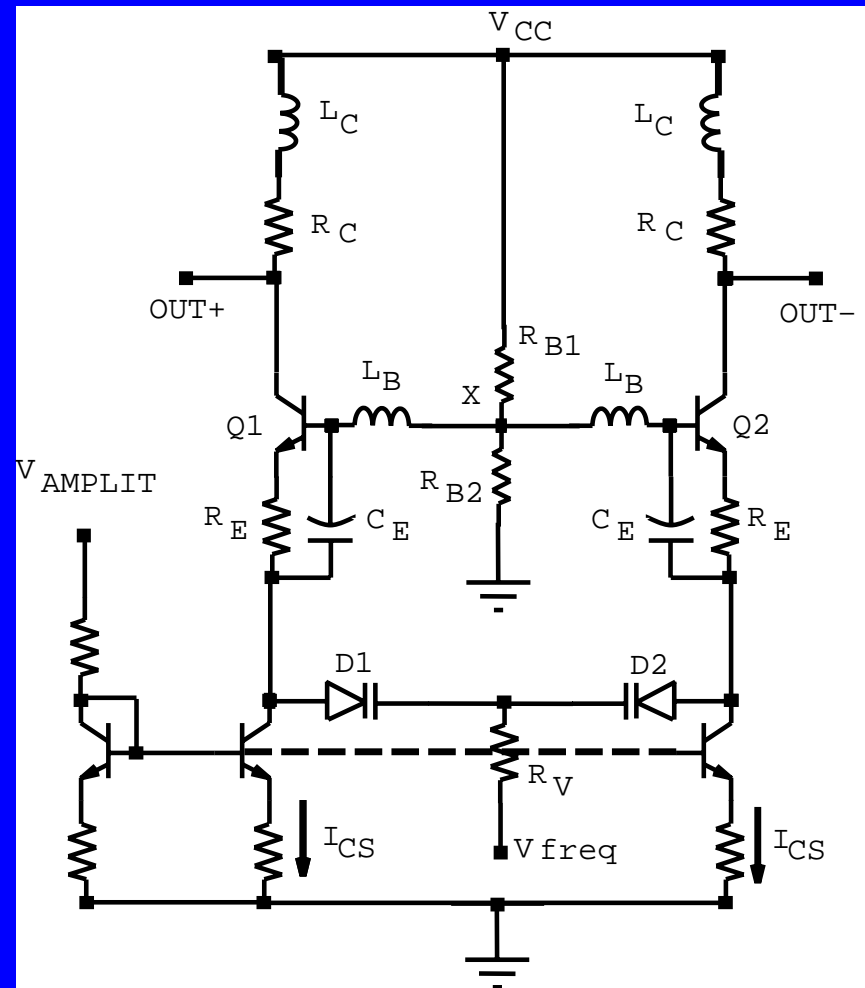 V CC
L C
L C
R C
R C
OUT+
OUT-
R B1
L B
X
L B
Q1
Q2
V AMPLIT
R B2
R E
C E
C E
R E
D1
D2
R V
I CS
V freq
I CS